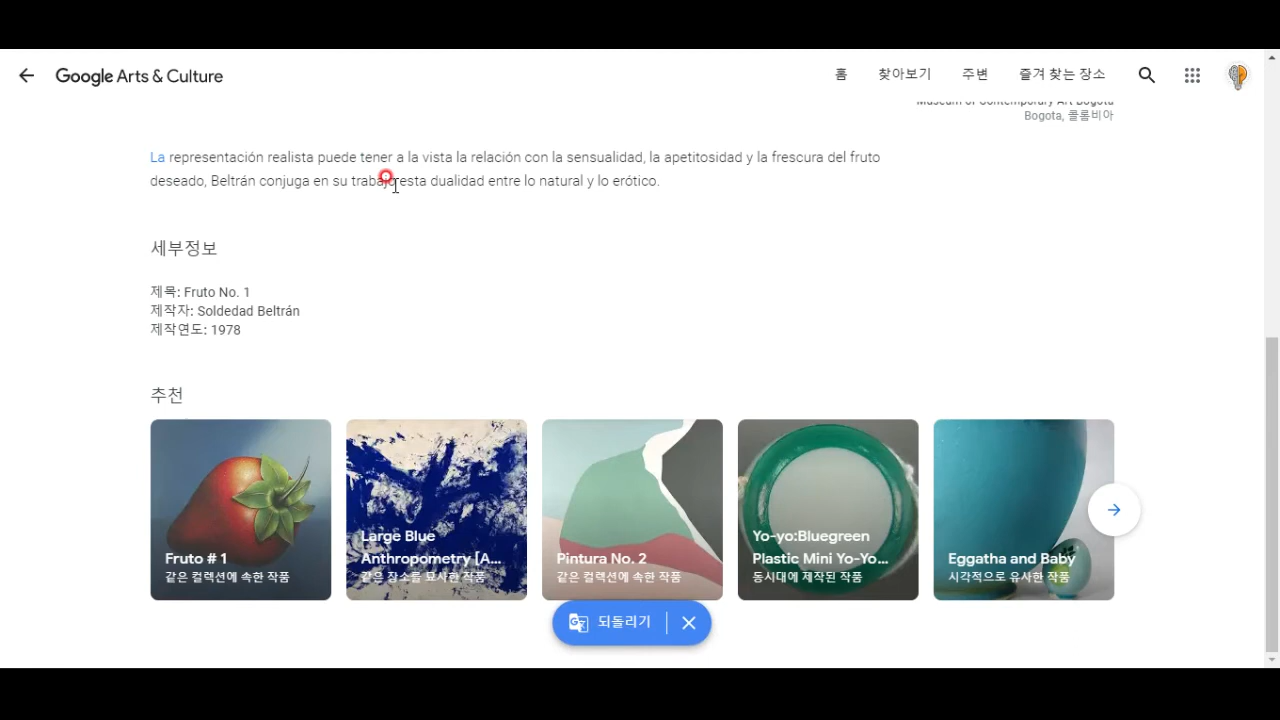 Google Arts & Culture
홈
찾아보기
주변
즐겨 찾는 장소
Museum of Contemporary Art Bogota
Bogota, 콜롬비아
La representación realista puede tener a la vista la relación con la sensualidad, la apetitosidad y la frescura del fruto
deseado, Beltrán conjuga en su trabajo esta dualidad entre lo natural y lo erótico.
세부정보
제목: Fruto No. 1
제작자: Soldedad Beltrán
제작연도: 1978
추천
Fruto # 1
같은 컬렉션에 속한 작품
Large Blue
Anthropometry [A...
같은 장소를 묘사한 작품
Pintura No. 2
같은 컬렉션에 속한 작품
Yo-yo:Bluegreen
Plastic Mini Yo-Yo...
동시대에 제작된 작품
Eggatha and Baby
시각적으로 유사한 작품
되돌리기